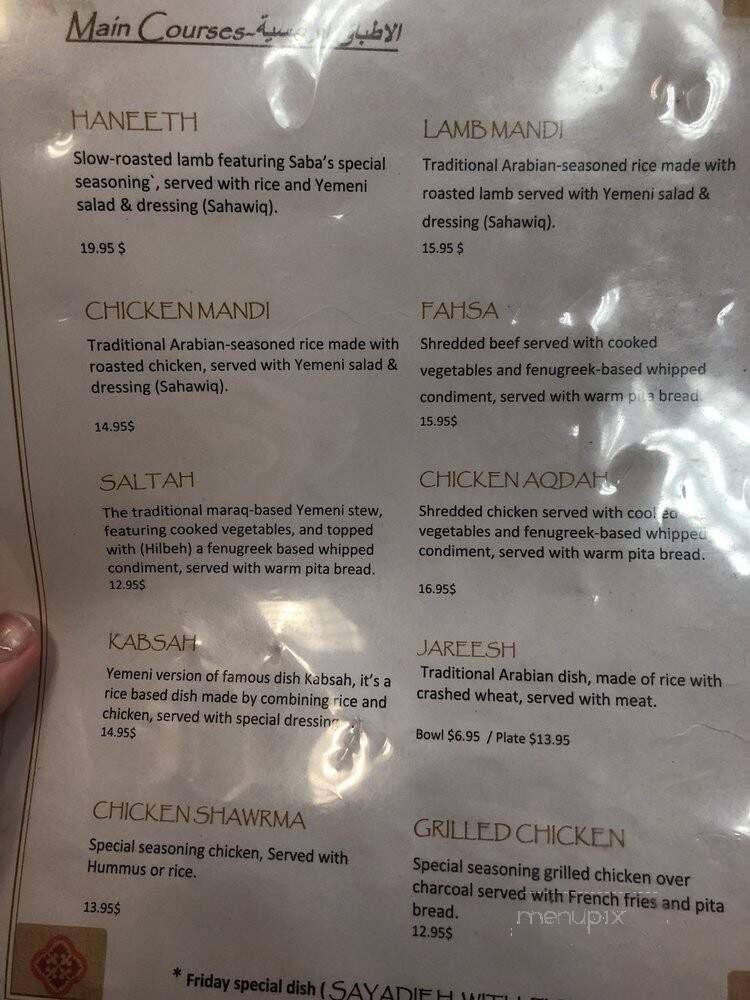 Main Courses-الاطباق الرئيسية
HANEETH
Slow-roasted lamb featuring Saba's special
seasoning`, served with rice and Yemeni
salad & dressing (Sahawiq).
19.95 $
LAMB MANDI
Traditional Arabian-seasoned rice made with
roasted lamb served with Yemeni salad &
dressing (Sahawiq).
15.95 $
CHICKEN MANDI
Traditional Arabian-seasoned rice made with
roasted chicken, served with Yemeni salad &
dressing (Sahawiq).
14.95$
FAHSA
Shredded beef served with cooked
vegetables and fenugreek-based whipped
condiment, served with warm pita bread.
15.95$
SALTAH
The traditional maraq-based Yemeni stew,
featuring cooked vegetables, and topped
with (Hilbeh) a fenugreek based whipped
condiment, served with warm pita bread.
12.95$
CHICKEN AQDAH
Shredded chicken served with cooked
vegetables and fenugreek-based whipped
condiment, served with warm pita bread.
16.95$
KABSAH
Yemeni version of famous dish Kabsah, it's a
rice based dish made by combining rice and
chicken, served with special dressing
14.95$
JAREESH
Traditional Arabian dish, made of rice with
crashed wheat, served with meat.
Bowl $6.95 / Plate $13.95
CHICKEN SHAWRMA
Special seasoning chicken, Served with
Hummus or rice.
13.95$
GRILLED CHICKEN
Special seasoning grilled chicken over
charcoal served with French fries and pita
bread.
12.95$
menupix
* Friday special dish ( SAYADIEH WITH